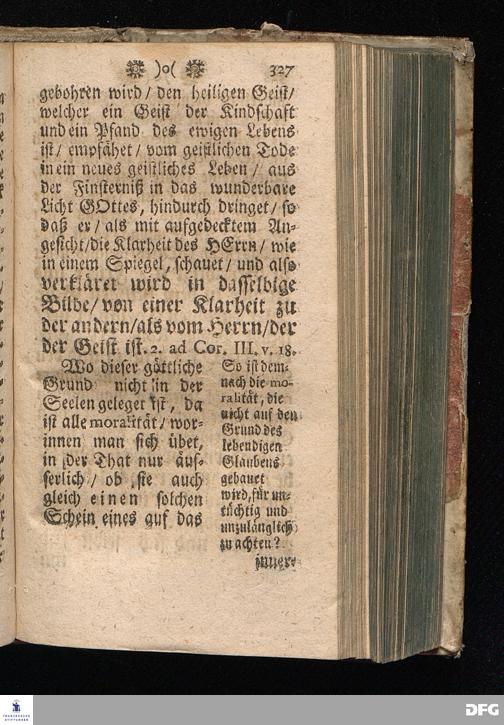 )o( 327
gebohren wird/ den heiligen Geist/
welcher ein Geist der Kindschaft
und ein Pfand des ewigen Lebens
ist/ empfähet/ vom geistlichen Tode
in ein neues geistliches Leben/ aus
der Finsterniß in das wunderbare
Licht GOttes, hindurch dringet/ so
daß er/ als mit aufgedecktem An-
gesicht/die Klarheit des HErrn/ wie
in einem Spiegel, schauet/ und also
verkläret wird in dasselbige
Bilde/ von einer Klarheit zu
der andern/als vom Herrn/der
der Geist ist. 2. ad Cor. III, v. 18.
Wo dieser göttliche
Grund nicht in der
Seelen geleget ist, da
ist alle moralität/ wor-
innen man sich übet,
in der That nur äus-
serlich/ ob sie auch
gleich einen solchen
Schein eines auf das
So ist dem-
nach die mo-
ralität, die
nicht auf den
Grund des
lebendigen
Glaubens
gebauet
wird, für un-
tüchtig und
unzulänglich
zu achten?
inner-
FRANCKESCHE
STIFTUNGEN
DFG